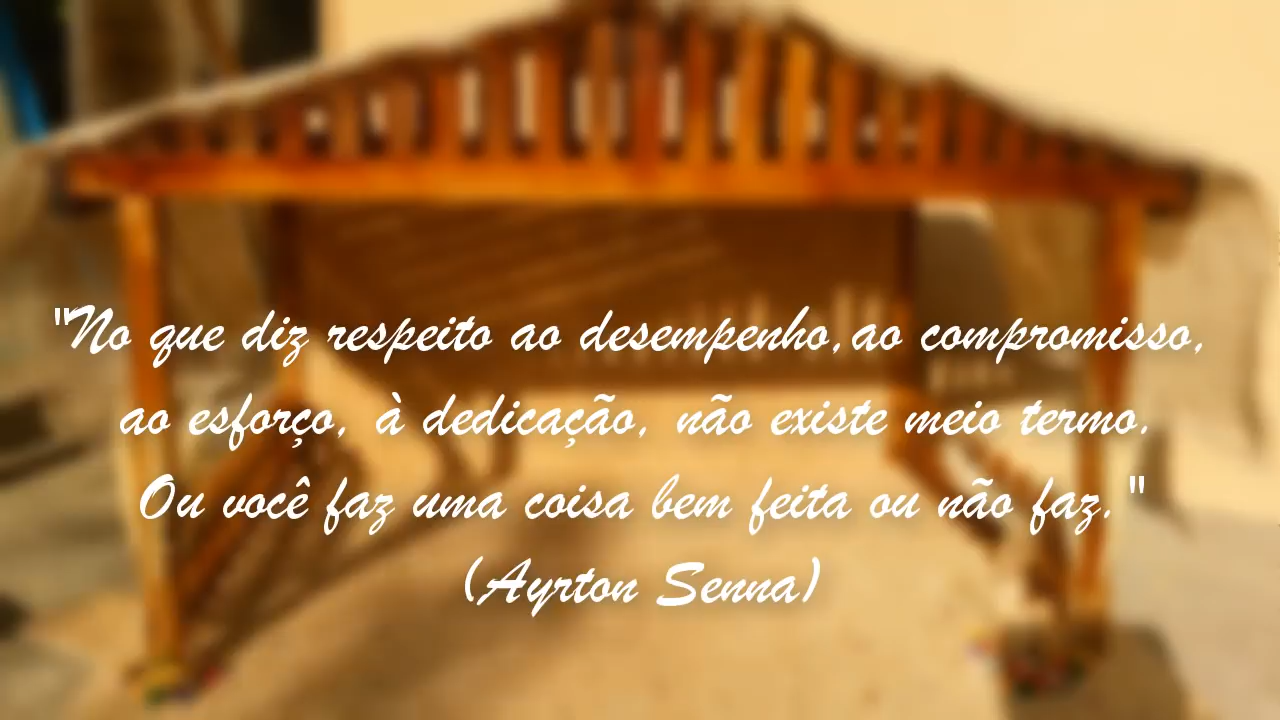 "No que diz respeito ao desempenho,ao compromisso,
ao esforço, à dedicação, não existe meio termo.
Ou você faz uma coisa bem feita ou não faz."
(Ayrton Senna)